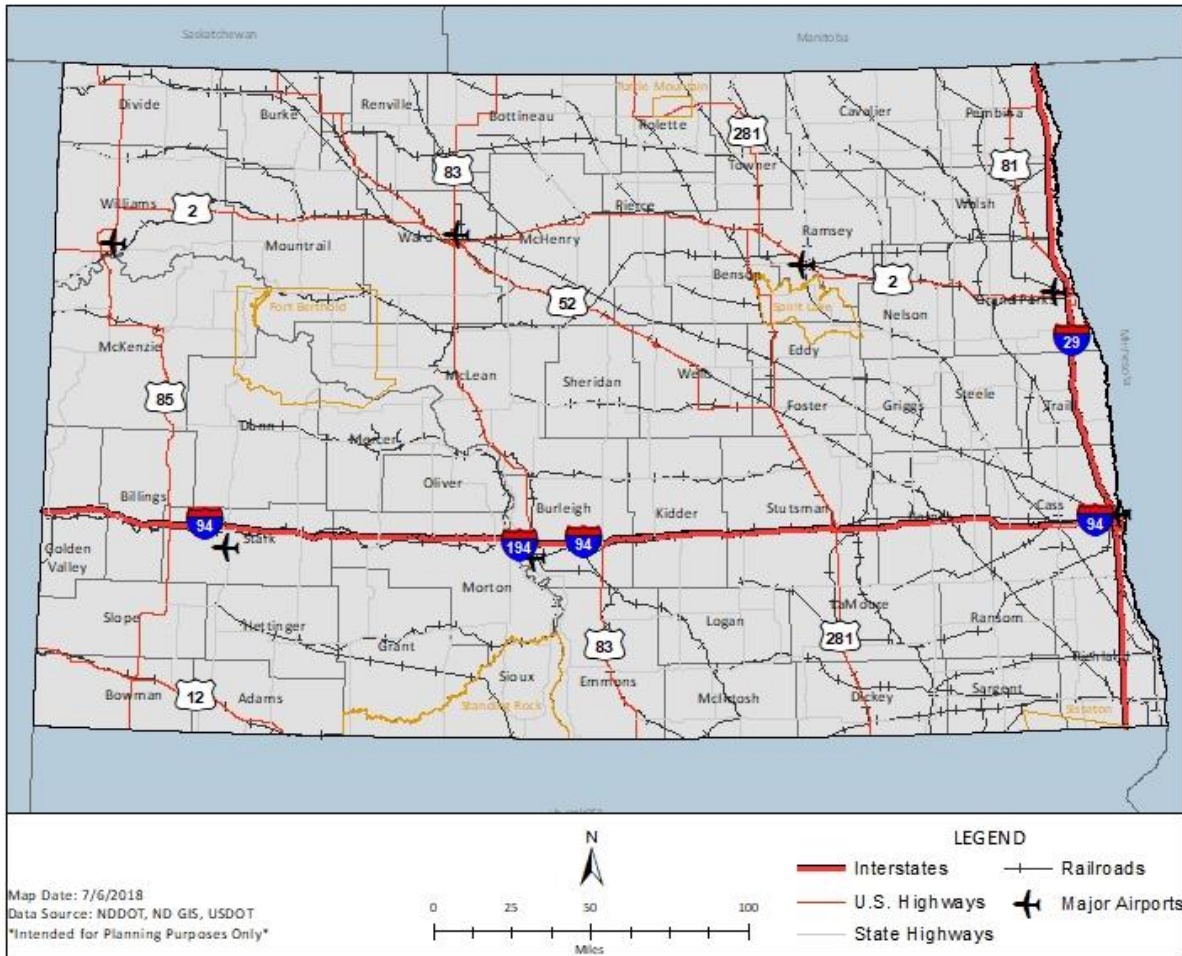 Saskatchewan
Manitoba
Turtle Mountain
Divide
Burke
Renville
Bottineau
Rolette
Cavalier
Pembina
281
Towner
83
81
Williams
2
Mountrail
Ward
McHenry
Pierce
Ramsey
Walsh
Benson
2
Grand Forks
Fort Berthold
52
Spirit Lake
Nelson
Minnesota
29
McKenzie
McLean
Sheridan
Wells
Eddy
85
Foster
Griggs
Steele
Traill
Dunn
Mercer
Oliver
Billings
Burleigh
Kidder
Stutsman
Cass
94
Stark
194
94
94
Golden
Valley
Morton
Slope
Hettinger
Grant
Logan
LaMoure
Ransom
83
281
Sioux
Emmons
Bowman
12
Adams
Standing Rock
McIntosh
Dickey
Sargent
Sisseton
N
LEGEND
Interstates
Railroads
U.S. Highways
Major Airports
State Highways
Map Date: 7/6/2018
Data Source: NDDOT, ND GIS, USDOT
*Intended for Planning Purposes Only*
0 25 50 100
Miles